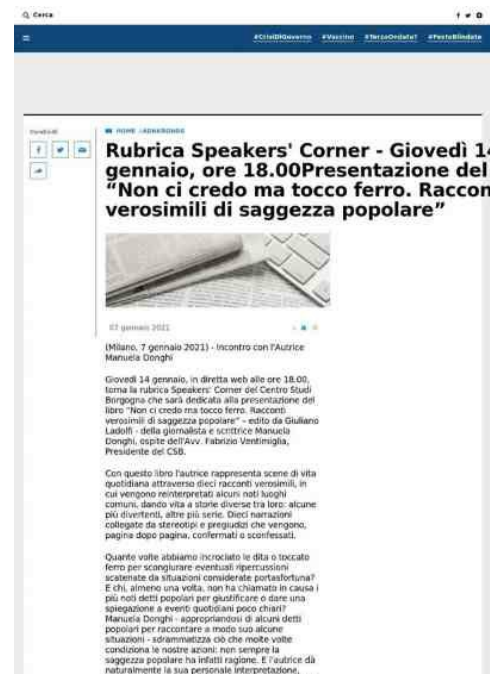 Cerca
#CrisiDiGoverno #Vaccino #TerzaOndata? #FesteBlindate
Condividi
HOME
Rubrica Speakers' Corner - Giovedì 14
gennaio, ore 18.00Presentazione del
“Non ci credo ma tocco ferro. Raccon
verosimili di saggezza popolare”
07 gennaio 2021
(Milano, 7 gennaio 2021) - Incontro con l'Autrice
Manuela Donghi
Giovedì 14 gennaio, in diretta web alle ore 18.00,
torna la rubrica Speakers' Corner del Centro Studi
Borgogna che sarà dedicata alla presentazione del
libro "Non ci credo ma tocco ferro. Racconti
verosimili di saggezza popolare" – edito da Giuliano
Ladolfi - della giornalista e scrittrice Manuela
Donghi, ospite dell'Avv. Fabrizio Ventimiglia,
Presidente del CSB.
Con questo libro l'autrice rappresenta scene di vita
quotidiana attraverso dieci racconti verosimili, in
cui vengono reinterpretati alcuni noti luoghi
comuni, dando vita a storie diverse tra loro: alcune
più divertenti, altre più serie. Dieci narrazioni
collegate da stereotipi e pregiudizi che vengono,
pagina dopo pagina, confermati o sconfessati.
Quante volte abbiamo incrociato le dita o toccato
ferro per scongiurare eventuali ripercussioni
scatenate da situazioni considerate portasfortuna?
E chi, almeno una volta, non ha chiamato in causa i
più noti detti popolari per giustificare o dare una
spiegazione a eventi quotidiani poco chiari?
Manuela Donghi - appropriandosi di alcuni detti
popolari per raccontare a modo suo alcune
situazioni - sdrammatizza ciò che molte volte
condiziona le nostre azioni: non sempre la
saggezza popolare ha infatti ragione. E l'autrice dà
naturalmente la sua personale interpretazione,